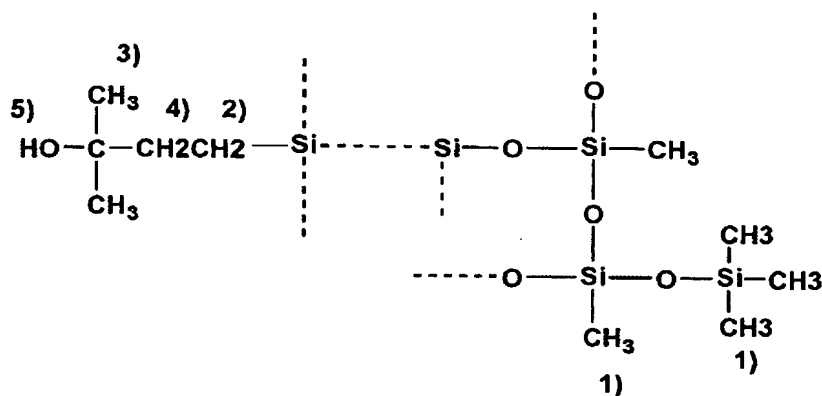 O
3)
5) CH3 4) 2)
HO C CH2CH2 Si Si O Si CH3
CH3
O
CH3
O Si O Si CH3
CH3 CH3
1) 1)